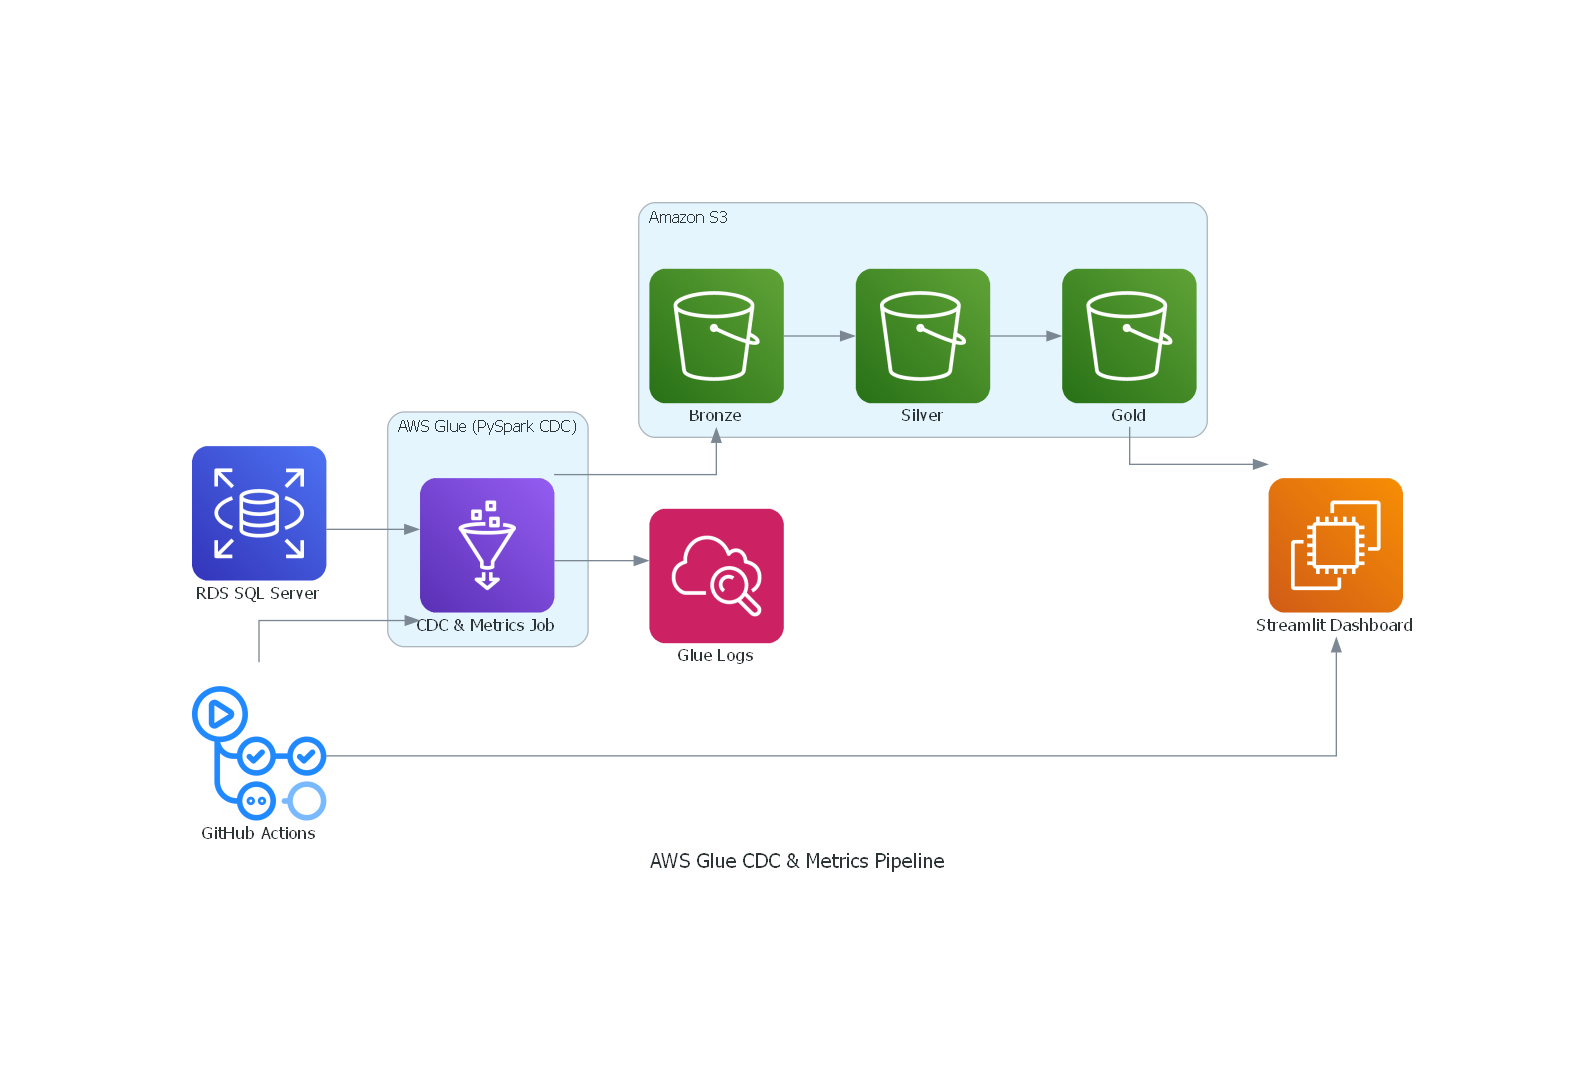 Amazon S3
Bronze
Silver
Gold
AWS Glue (PySpark CDC)
RDS SQL Server
CDC & Metrics Job
Glue Logs
Streamlit Dashboard
GitHub Actions
AWS Glue CDC & Metrics Pipeline